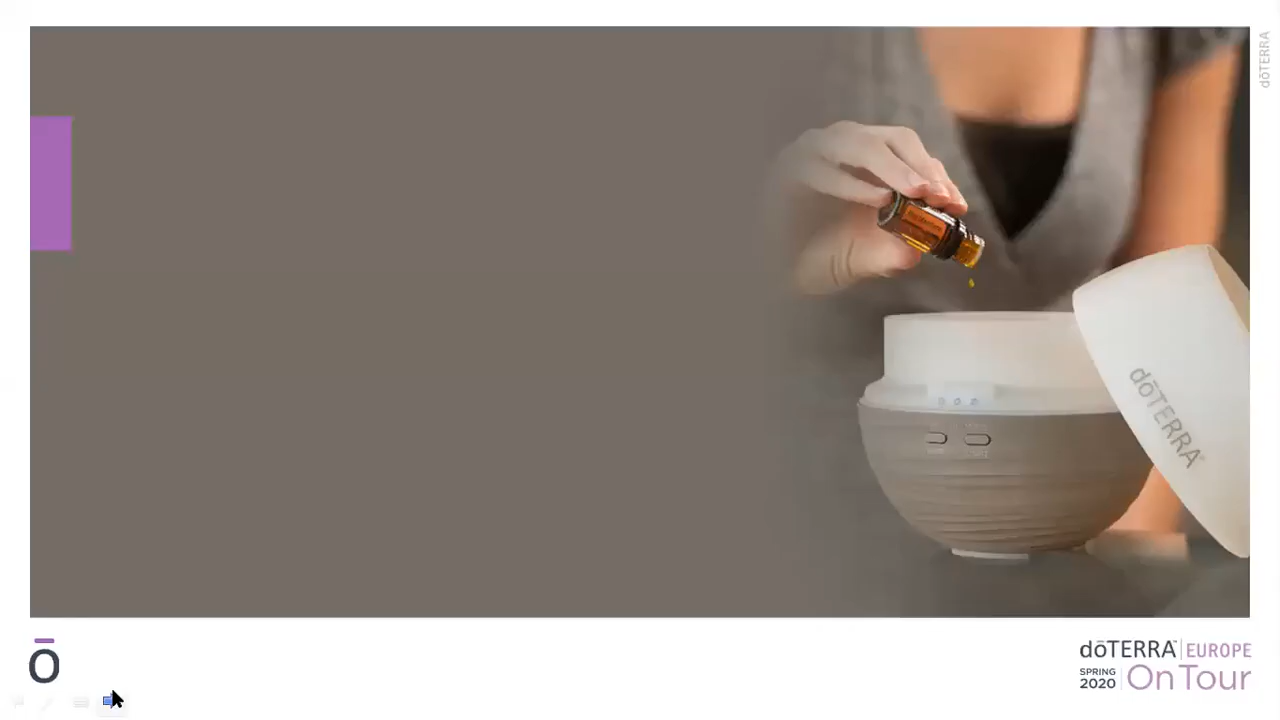 dōTERRA
dōTERRA
ō
dōTERRA | EUROPE
SPRING
2020 | On Tour